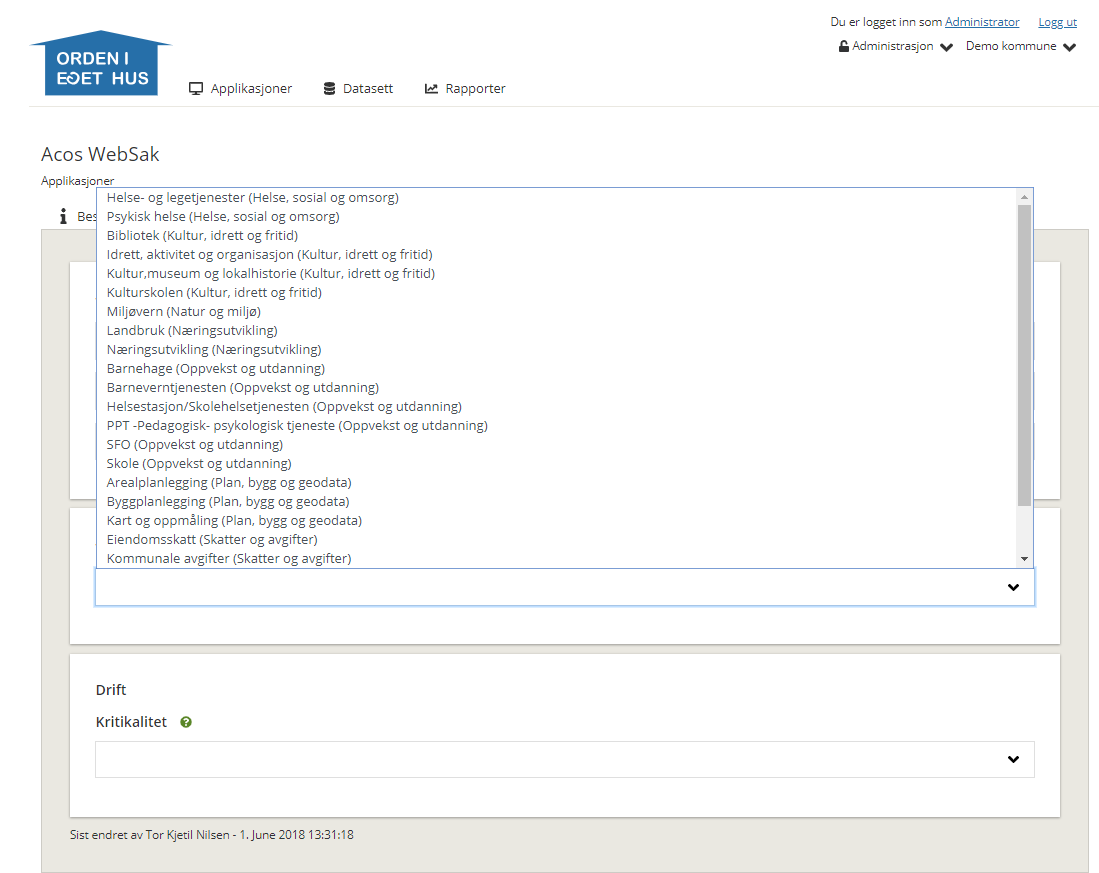 Du er logget inn som Administrator Logg ut
Administrasjon Demo kommune
ORDEN I
EGET HUS
Applikasjoner Datasett Rapporter
Acos WebSak
Applikasjoner
Helse- og legetjenester (Helse, sosial og omsorg)
Psykisk helse (Helse, sosial og omsorg)
Bibliotek (Kultur, idrett og fritid)
Idrett, aktivitet og organisasjon (Kultur, idrett og fritid)
Kultur,museum og lokalhistorie (Kultur, idrett og fritid)
Kulturskolen (Kultur, idrett og fritid)
Miljøvern (Natur og miljø)
Landbruk (Næringsutvikling)
Næringsutvikling (Næringsutvikling)
Barnehage (Oppvekst og utdanning)
Barneverntjenesten (Oppvekst og utdanning)
Helsestasjon/Skolehelsetjenesten (Oppvekst og utdanning)
PPT -Pedagogisk- psykologisk tjeneste (Oppvekst og utdanning)
SFO (Oppvekst og utdanning)
Skole (Oppvekst og utdanning)
Arealplanlegging (Plan, bygg og geodata)
Byggplanlegging (Plan, bygg og geodata)
Kart og oppmåling (Plan, bygg og geodata)
Eiendomsskatt (Skatter og avgifter)
Kommunale avgifter (Skatter og avgifter)
Drift
Kritikalitet
Sist endret av Tor Kjetil Nilsen - 1. June 2018 13:31:18